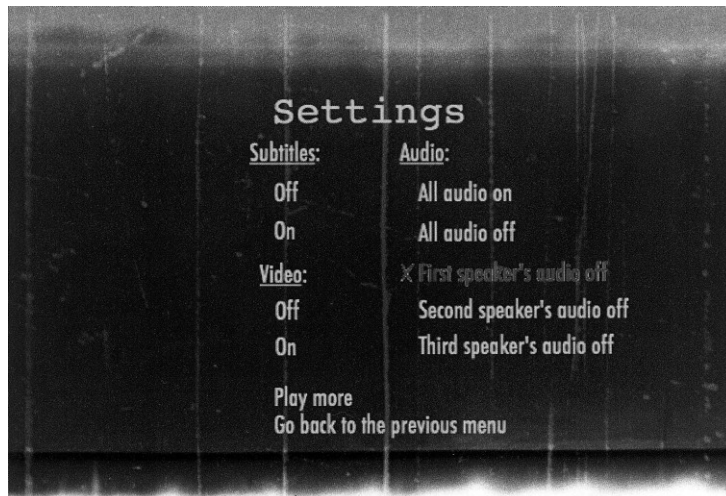 Settings
Subtitles:
Off
On
Video:
Off
On
Audio:
All audio on
All audio off
X First speaker's audio off
Second speaker's audio off
Third speaker's audio off
Play more
Go back to the previous menu